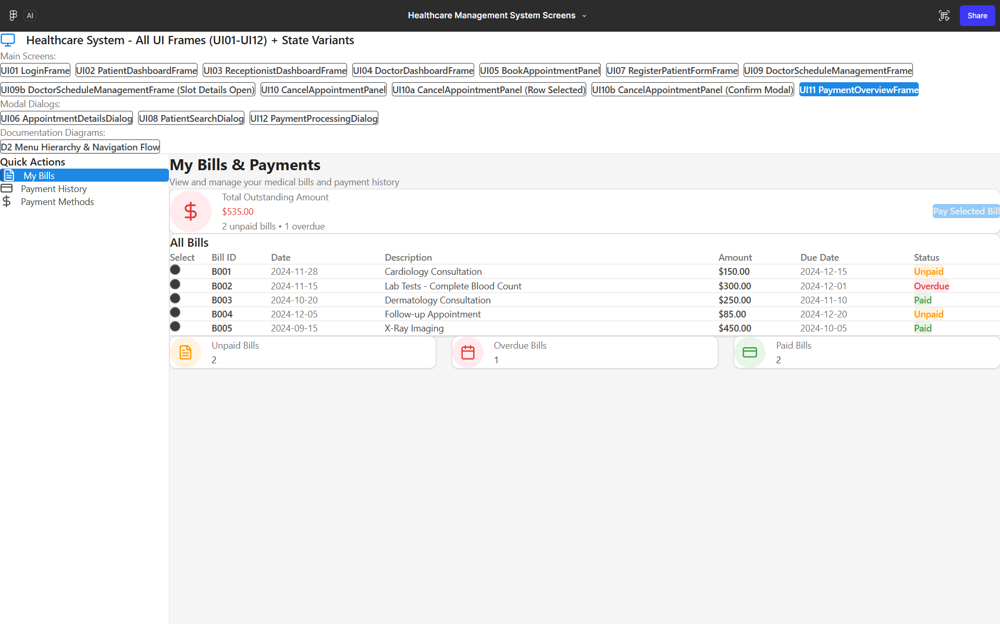 AI
Healthcare Management System Screens
Share
Healthcare System - All UI Frames (UI01-UI12) + State Variants
Main Screens:
UI01 LoginFrame UI02 PatientDashboardFrame UI03 ReceptionistDashboardFrame UI04 DoctorDashboardFrame UI05 BookAppointmentPanel UI07 RegisterPatientFormFrame UI09 DoctorScheduleManagementFrame
UI09b DoctorScheduleManagementFrame (Slot Details Open) UI10 CancelAppointmentPanel UI10a CancelAppointmentPanel (Row Selected) UI10b CancelAppointmentPanel (Confirm Modal) UI11 PaymentOverviewFrame
Modal Dialogs:
UI06 AppointmentDetailsDialog UI08 PatientSearchDialog UI12 PaymentProcessingDialog
Documentation Diagrams:
D2 Menu Hierarchy & Navigation Flow
Quick Actions
My Bills
Payment History
Payment Methods
My Bills & Payments
View and manage your medical bills and payment history
Total Outstanding Amount
$535.00
2 unpaid bills • 1 overdue
Pay Selected Bill
All Bills
Select Bill ID Date Description Amount Due Date Status
B001 2024-11-28 Cardiology Consultation $150.00 2024-12-15 Unpaid
B002 2024-11-15 Lab Tests - Complete Blood Count $300.00 2024-12-01 Overdue
B003 2024-10-20 Dermatology Consultation $250.00 2024-11-10 Paid
B004 2024-12-05 Follow-up Appointment $85.00 2024-12-20 Unpaid
B005 2024-09-15 X-Ray Imaging $450.00 2024-10-05 Paid
Unpaid Bills
2
Overdue Bills
1
Paid Bills
2